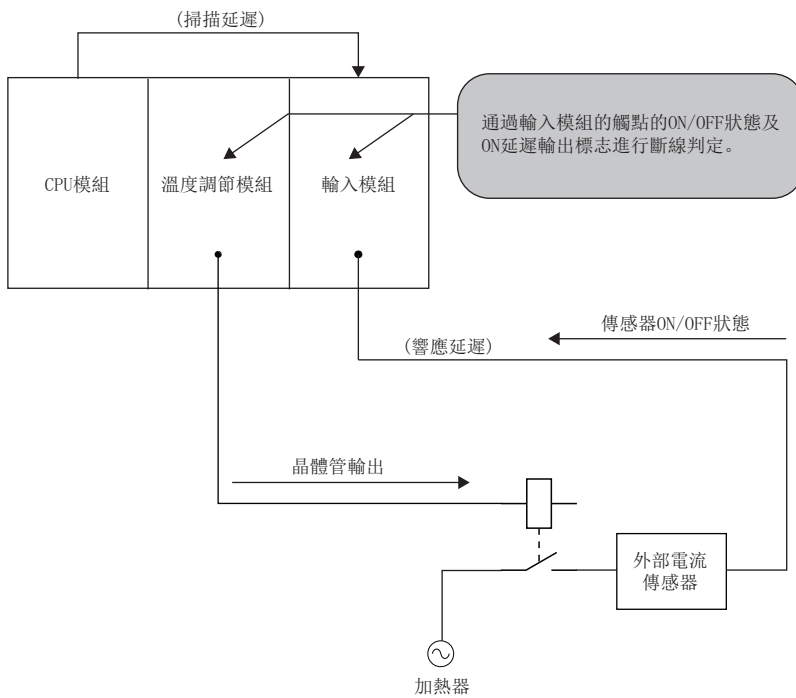 (掃描延遲)
通過輸入模組的觸點的ON/OFF狀態及
ON延遲輸出標志進行斷線判定。
CPU模組
溫度調節模組
輸入模組
傳感器ON/OFF狀態
(響應延遲)
晶體管輸出
外部電流
傳感器
加熱器